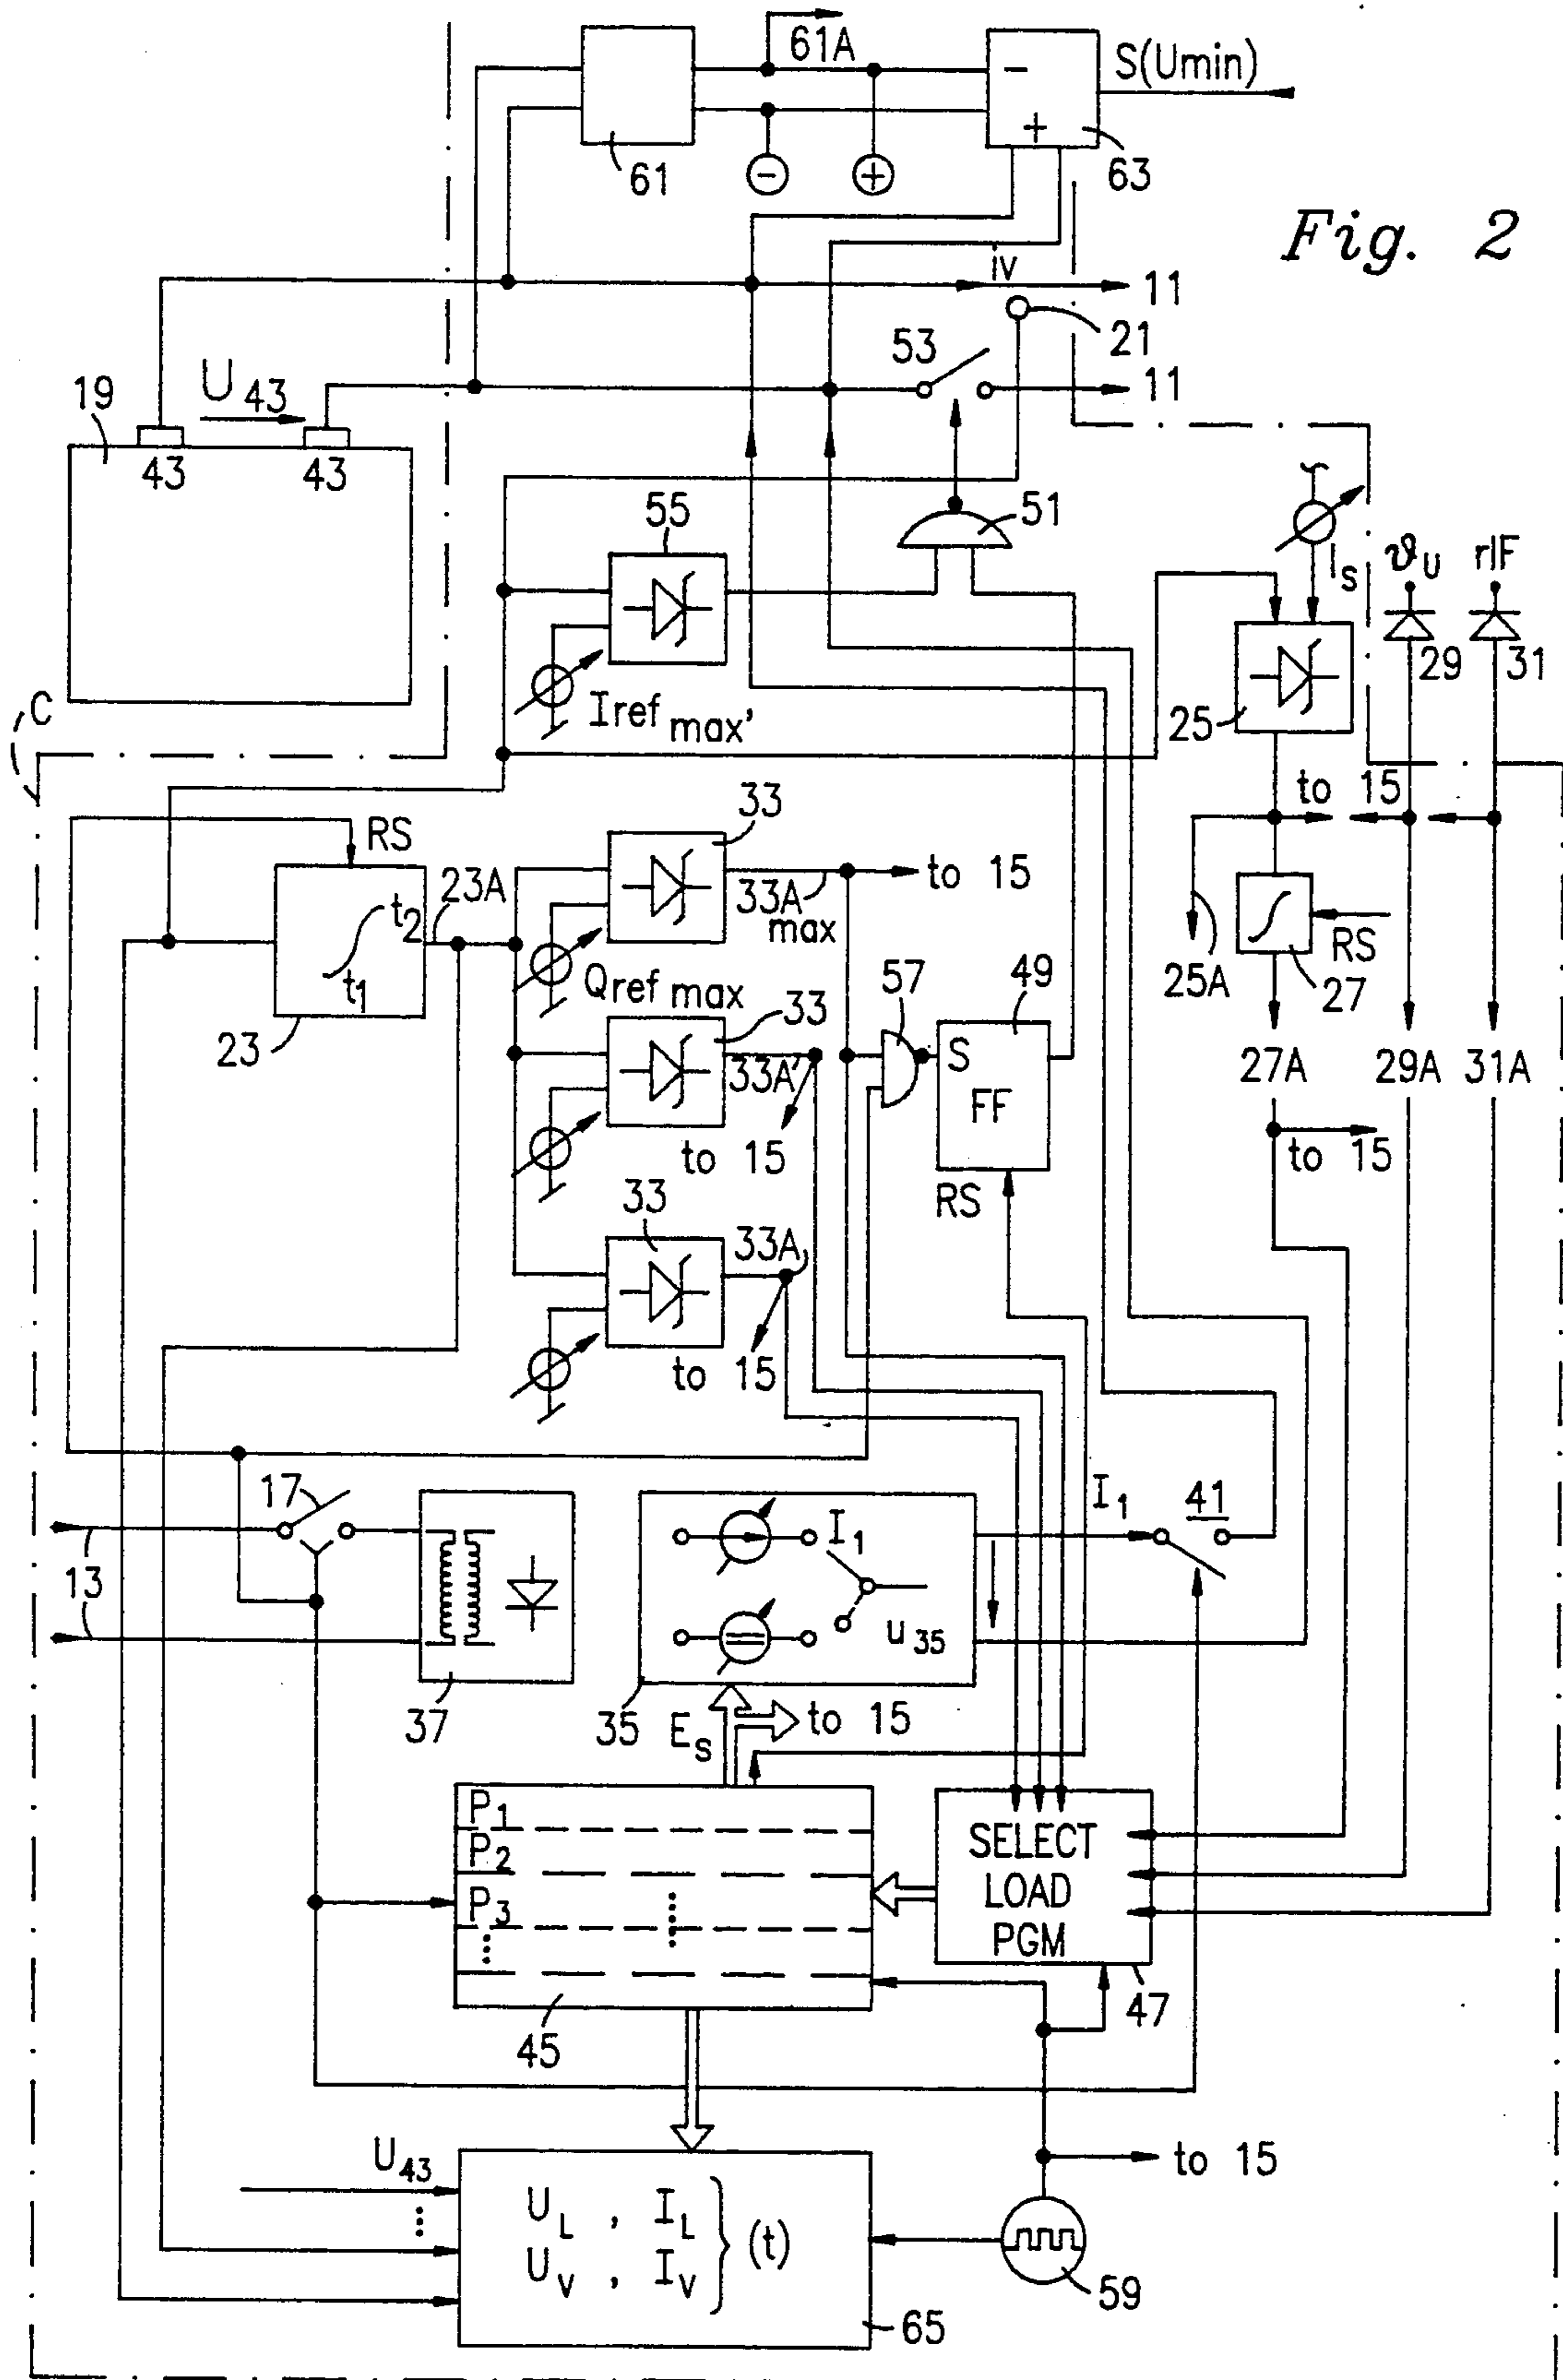 61A
S(Umin)
−
+
61
−
+
63
Fig. 2
iv
11
21
53
11
U43
19
43
43
55
51
Is
ϑU
rlF
Iref max'
29
31
25
C
to 15
RS
33
23A
33A max
to 15
t2
t1
25A
RS
27
Qref max
57
49
23
33
33A'
S
FF
27A
29A
31A
to 15
to 15
RS
33
33A
to 15
17
I1
41
I1
13
u35
37
35
Es
to 15
P1
P2
P3
SELECT
LOAD
PGM
45
47
U43
to 15
UL , IL
UV , IV
(t)
59
65